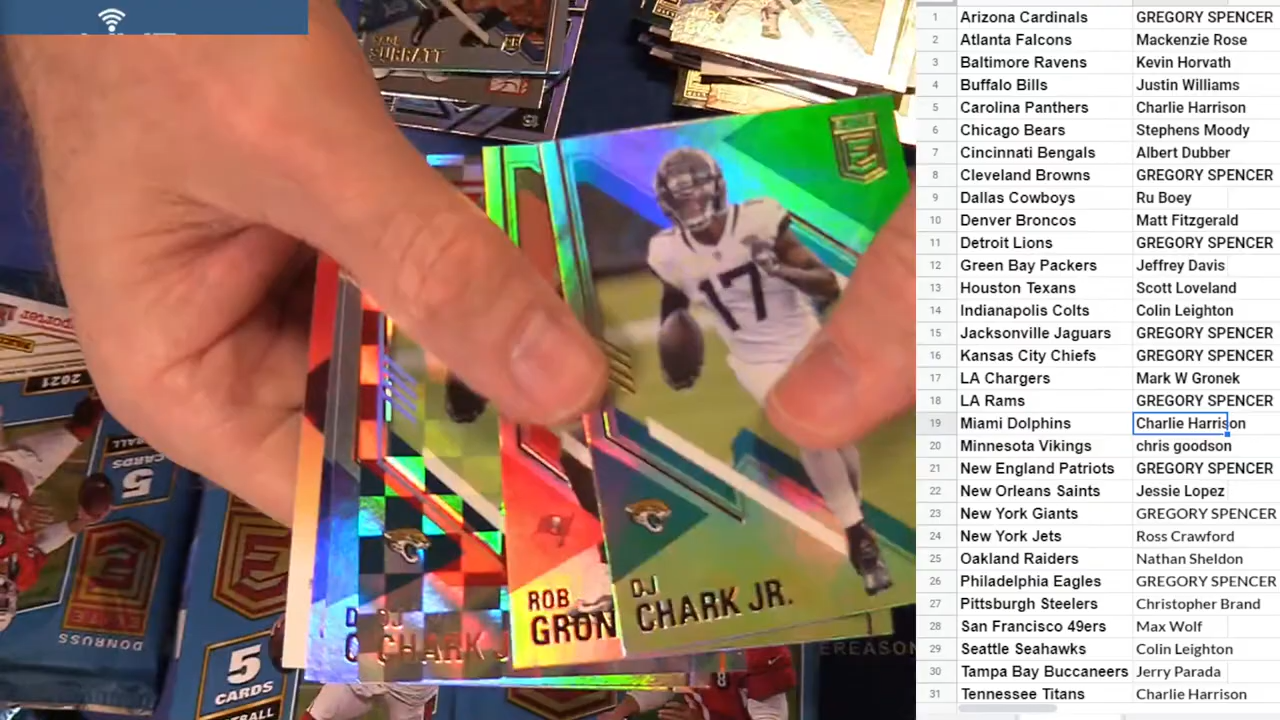 SURRATT
17
DJ
CHARK JR.
ROB
GRON
DJ
CHARK J
2021
5
CARDS
ELITE
DONRUSS
5
CARDS
EREASON
8
1 Arizona Cardinals GREGORY SPENCER
2 Atlanta Falcons Mackenzie Rose
3 Baltimore Ravens Kevin Horvath
4 Buffalo Bills Justin Williams
5 Carolina Panthers Charlie Harrison
6 Chicago Bears Stephens Moody
7 Cincinnati Bengals Albert Dubber
8 Cleveland Browns GREGORY SPENCER
9 Dallas Cowboys Ru Boey
10 Denver Broncos Matt Fitzgerald
11 Detroit Lions GREGORY SPENCER
12 Green Bay Packers Jeffrey Davis
13 Houston Texans Scott Loveland
14 Indianapolis Colts Colin Leighton
15 Jacksonville Jaguars GREGORY SPENCER
16 Kansas City Chiefs GREGORY SPENCER
17 LA Chargers Mark W Gronek
18 LA Rams GREGORY SPENCER
19 Miami Dolphins Charlie Harrison
20 Minnesota Vikings chris goodson
21 New England Patriots GREGORY SPENCER
22 New Orleans Saints Jessie Lopez
23 New York Giants GREGORY SPENCER
24 New York Jets Ross Crawford
25 Oakland Raiders Nathan Sheldon
26 Philadelphia Eagles GREGORY SPENCER
27 Pittsburgh Steelers Christopher Brand
28 San Francisco 49ers Max Wolf
29 Seattle Seahawks Colin Leighton
30 Tampa Bay Buccaneers Jerry Parada
31 Tennessee Titans Charlie Harrison